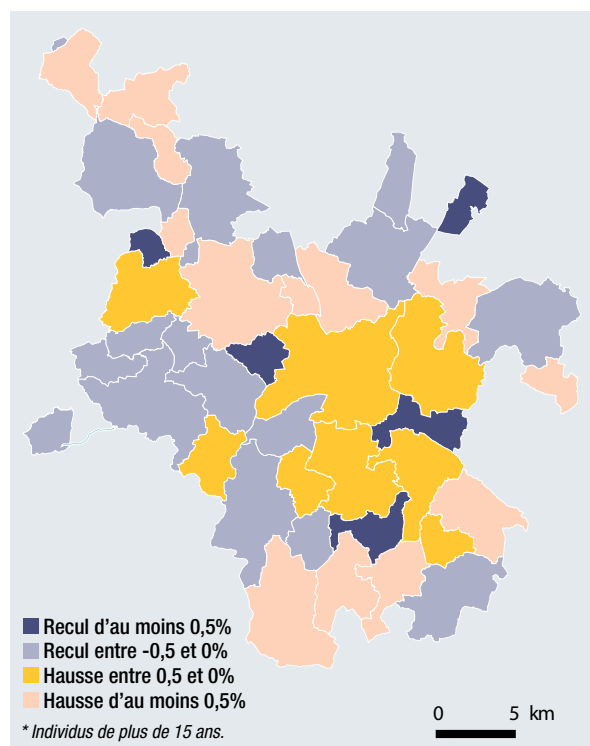 Recul d'au moins 0,5%
Recul entre -0,5 et 0%
Hausse entre 0,5 et 0%
Hausse d'au moins 0,5%
* Individus de plus de 15 ans.
0 5 km